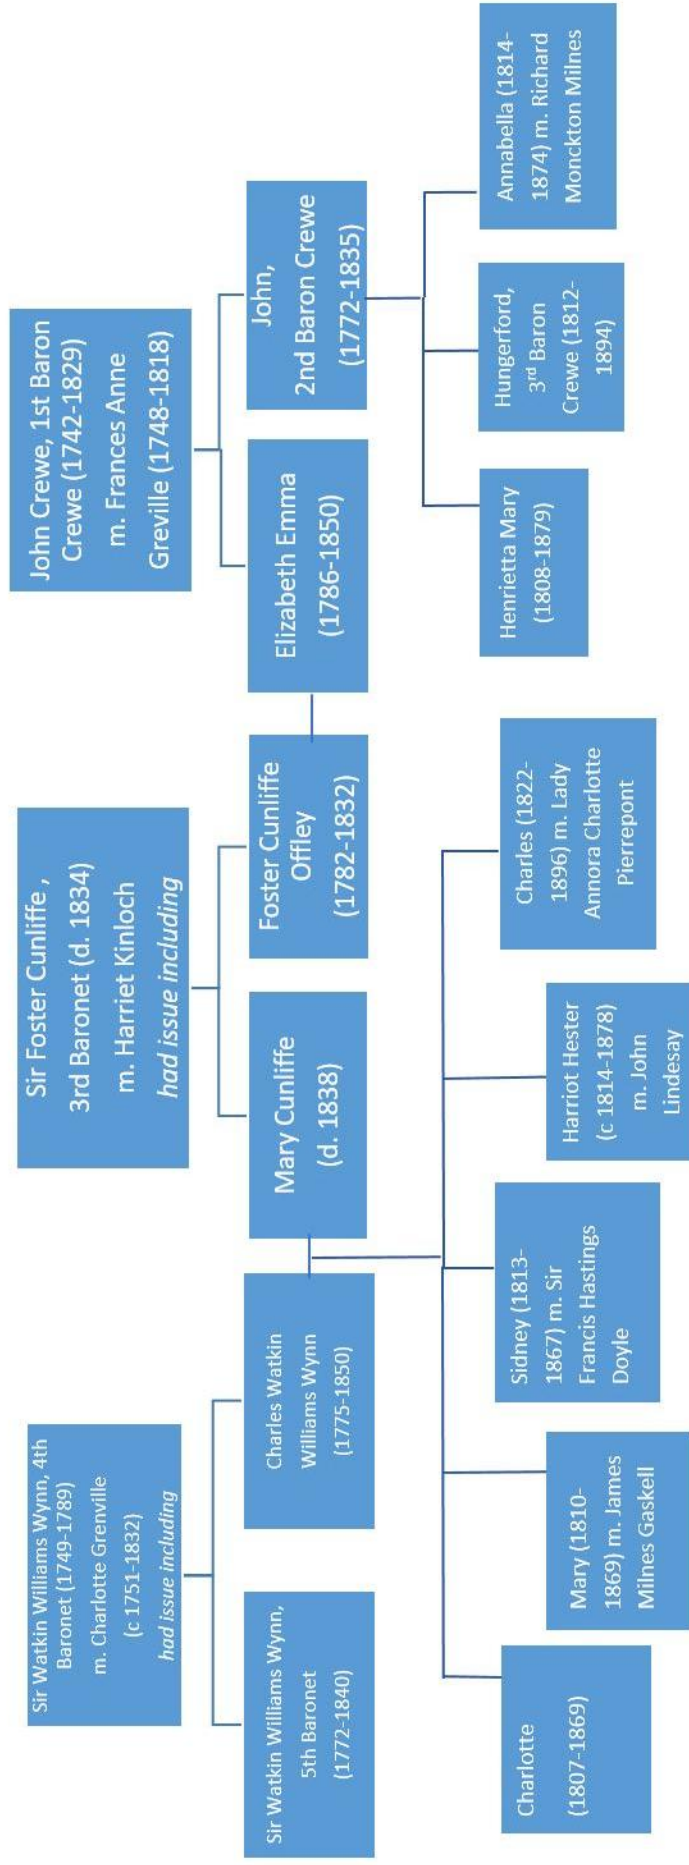 Sir Watkin Williams Wynn, 4th
Baronet (1749-1789)
m. Charlotte Grenville
(c 1751-1832)
had issue including
Sir Foster Cunliffe ,
3rd Baronet (d. 1834)
m. Harriet Kinloch
had issue including
John Crewe, 1st Baron
Crewe (1742-1829)
m. Frances Anne
Greville (1748-1818)
Sir Watkin Williams Wynn,
5th Baronet
(1772-1840)
Charles Watkin
Williams Wynn
(1775-1850)
Mary Cunliffe
(d. 1838)
Foster Cunliffe
Offley
(1782-1832)
Elizabeth Emma
(1786-1850)
John,
2nd Baron Crewe
(1772-1835)
Charlotte
(1807-1869)
Mary (1810-
1869) m. James
Milnes Gaskell
Sidney (1813-
1867) m. Sir
Francis Hastings
Doyle
Harriot Hester
(c 1814-1878)
m. John
Lindesay
Charles (1822-
1896) m. Lady
Annora Charlotte
Pierrepont
Henrietta Mary
(1808-1879)
Hungerford,
3rd Baron
Crewe (1812-
1894)
Annabella (1814-
1874) m. Richard
Monckton Milnes